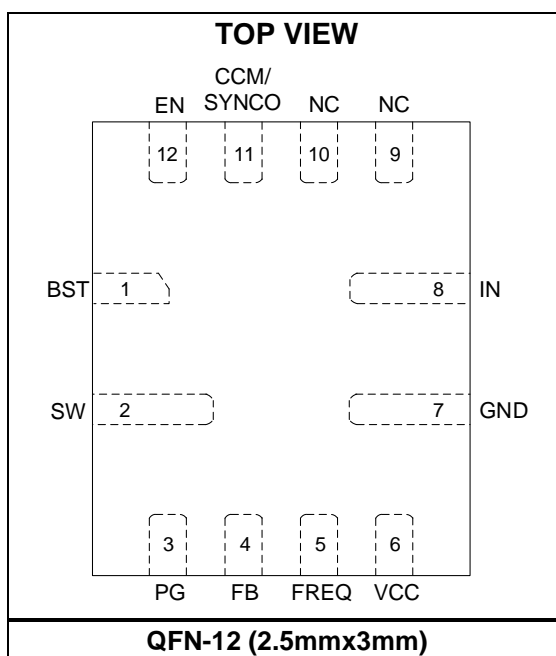 TOP VIEW
CCM/
EN SYNCO NC NC
12 11 10 9
BST 1 8 IN
SW 2 7 GND
3 4 5 6
PG FB FREQ VCC
QFN-12 (2.5mmx3mm)